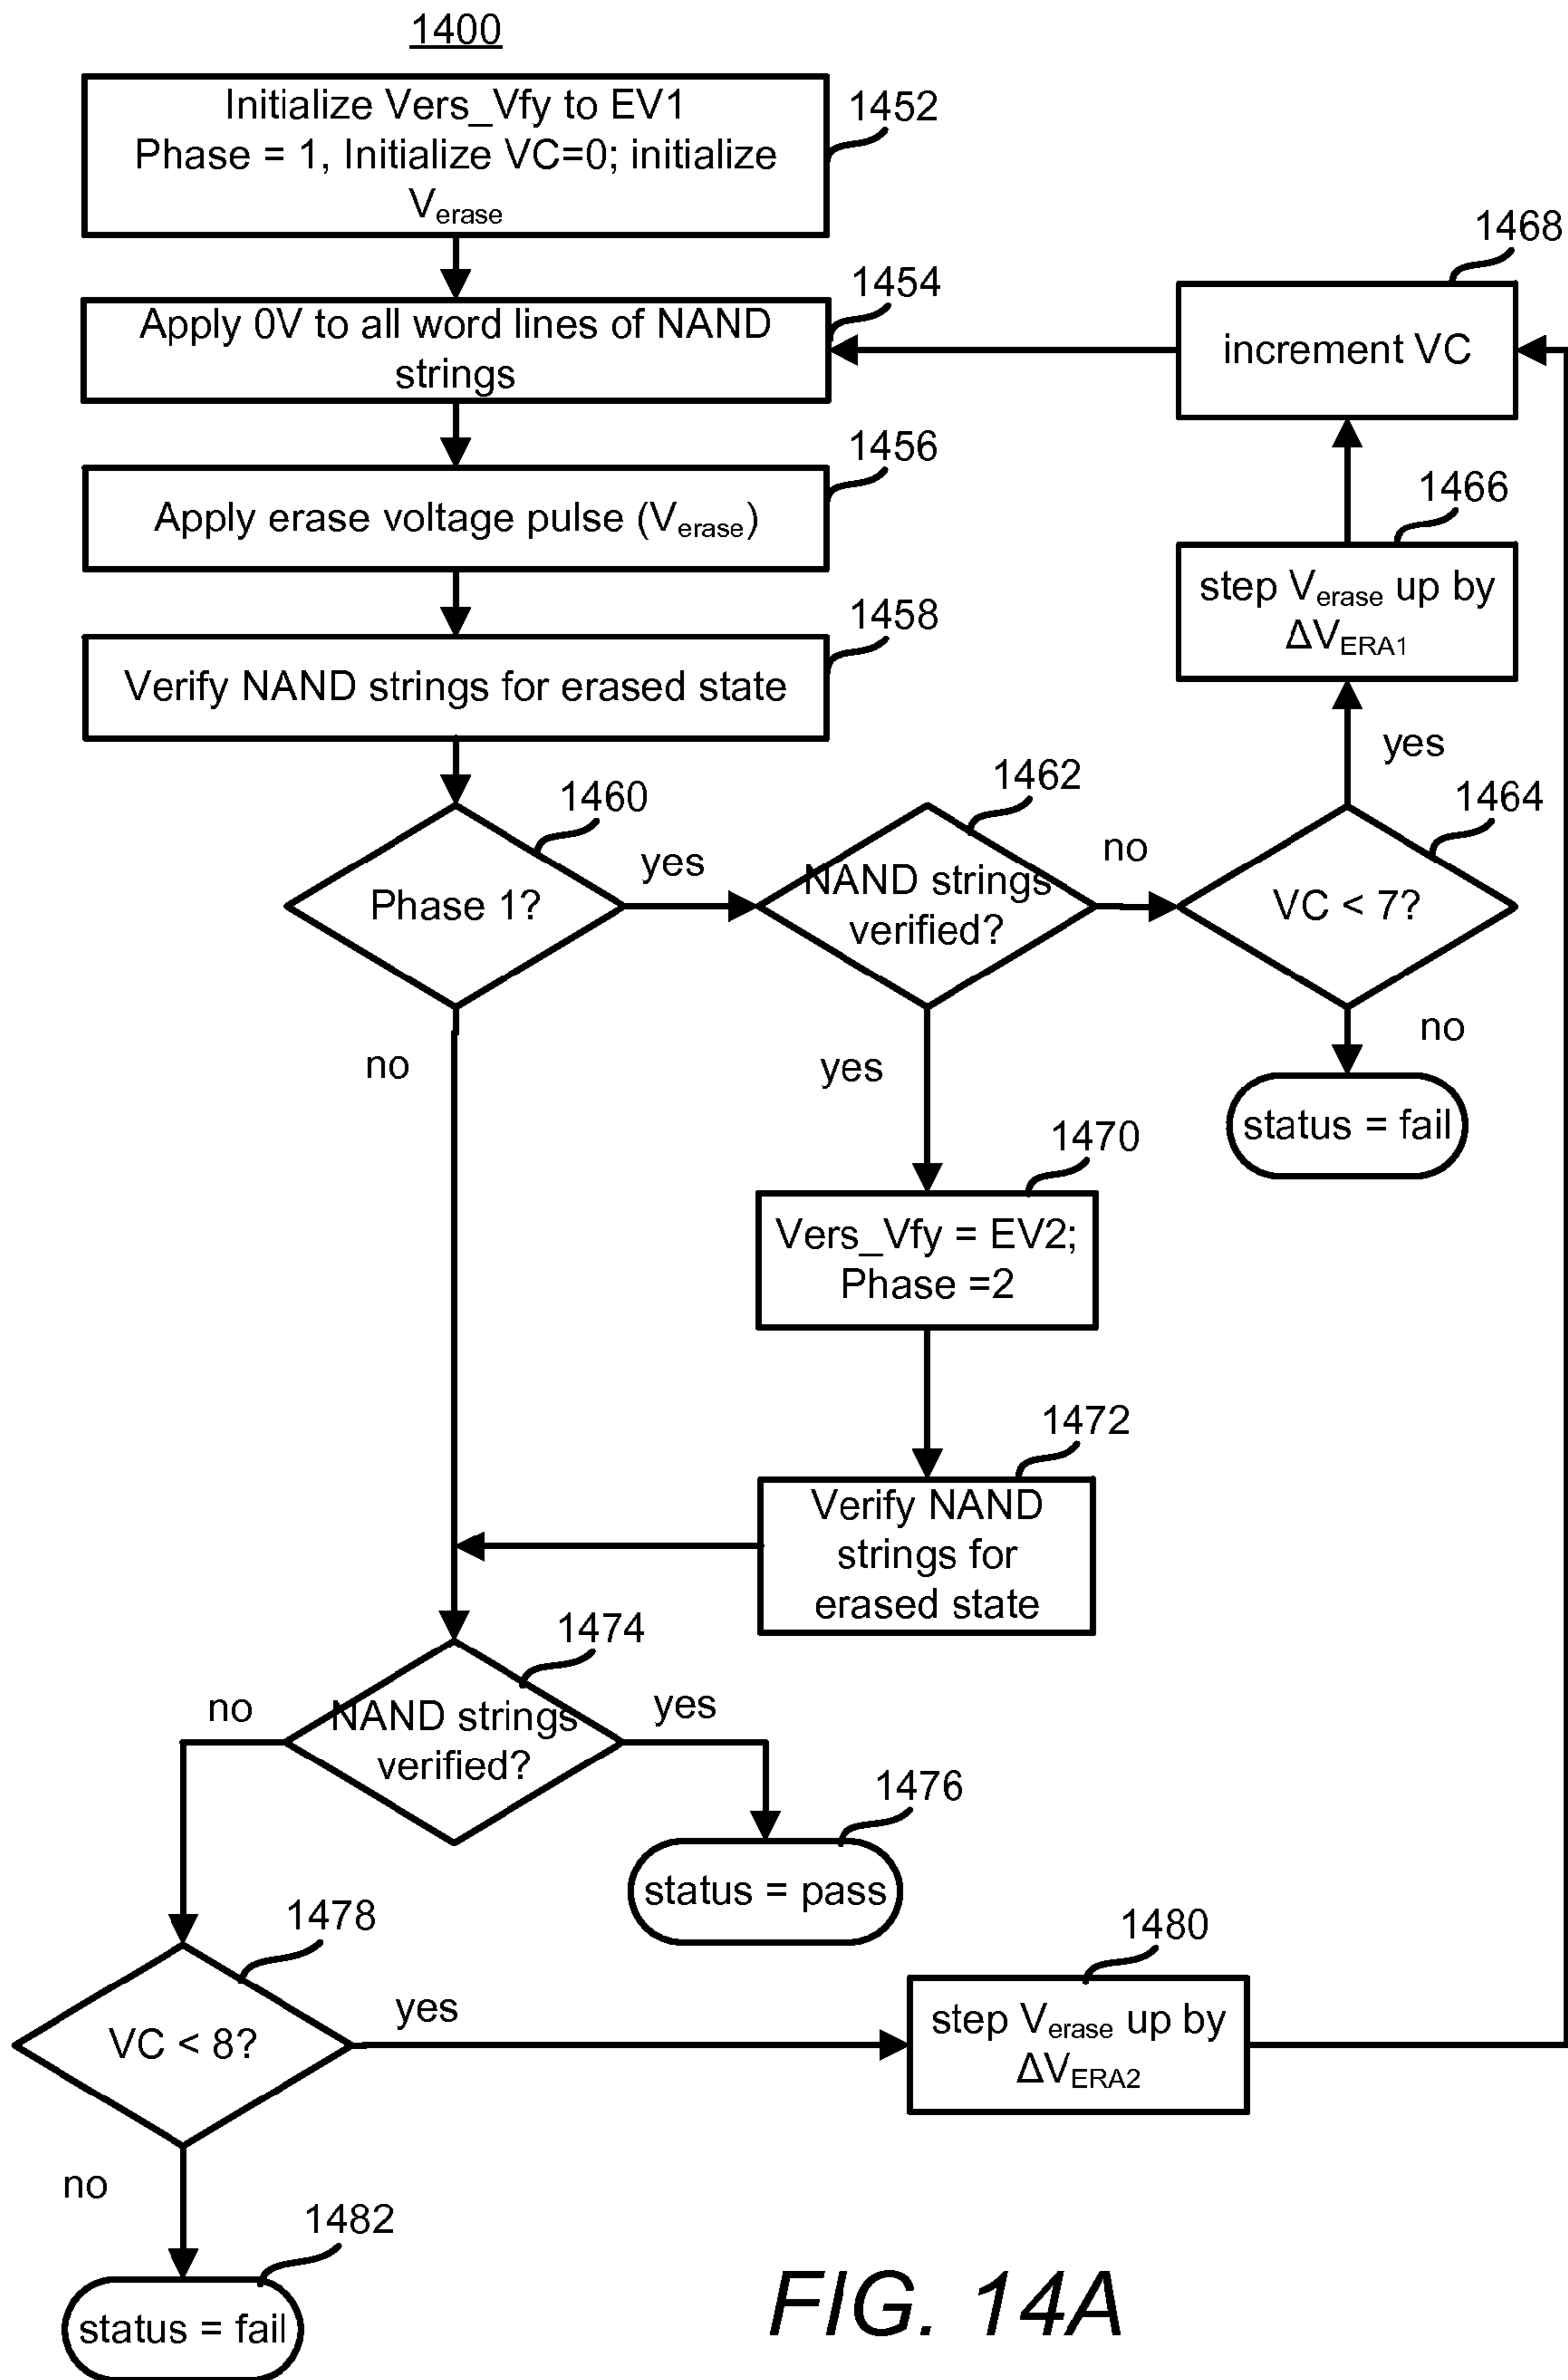 1400
Initialize Vers_Vfy to EV1
Phase = 1, Initialize VC=0; initialize
Verase
1452
Apply 0V to all word lines of NAND
strings
1454
increment VC
1468
Apply erase voltage pulse (Verase)
1456
step Verase up by
ΔVERA1
1466
Verify NAND strings for erased state
1458
Phase 1?
1460
yes
no
NAND strings
verified?
1462
no
yes
VC < 7?
1464
yes
no
status = fail
Vers_Vfy = EV2;
Phase =2
1470
Verify NAND
strings for
erased state
1472
NAND strings
verified?
1474
no
yes
status = pass
1476
VC < 8?
1478
yes
no
step Verase up by
ΔVERA2
1480
status = fail
1482
FIG. 14A